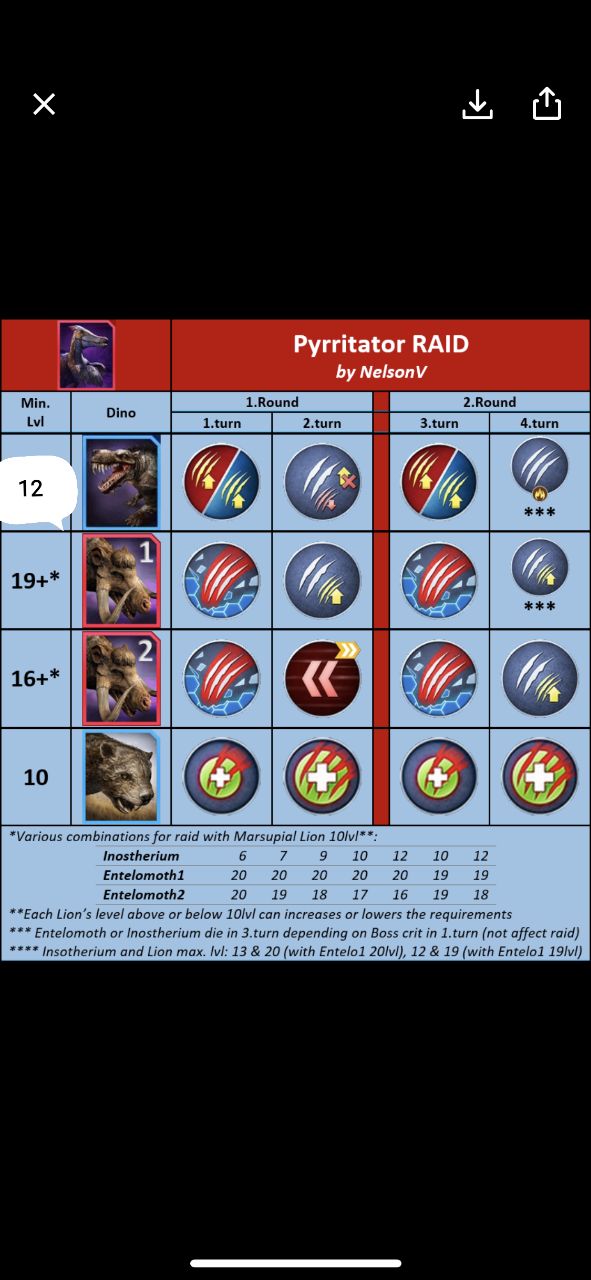 Pyrritator RAID
by NelsonV
Min. Lvl
Dino
1.Round
2.Round
1.turn
2.turn
3.turn
4.turn
12
***
19+*
1
***
16+*
2
10
*Various combinations for raid with Marsupial Lion 10lvl**:
Inostherium 6 7 9 10 12 10 12
Entelomoth1 20 20 20 20 20 19 19
Entelomoth2 20 19 18 17 16 19 18
**Each Lion's level above or below 10lvl can increases or lowers the requirements
*** Entelomoth or Inostherium die in 3.turn depending on Boss crit in 1.turn (not affect raid)
**** Insotherium and Lion max. lvl: 13 & 20 (with Entelo1 20lvl), 12 & 19 (with Entelo1 19lvl)